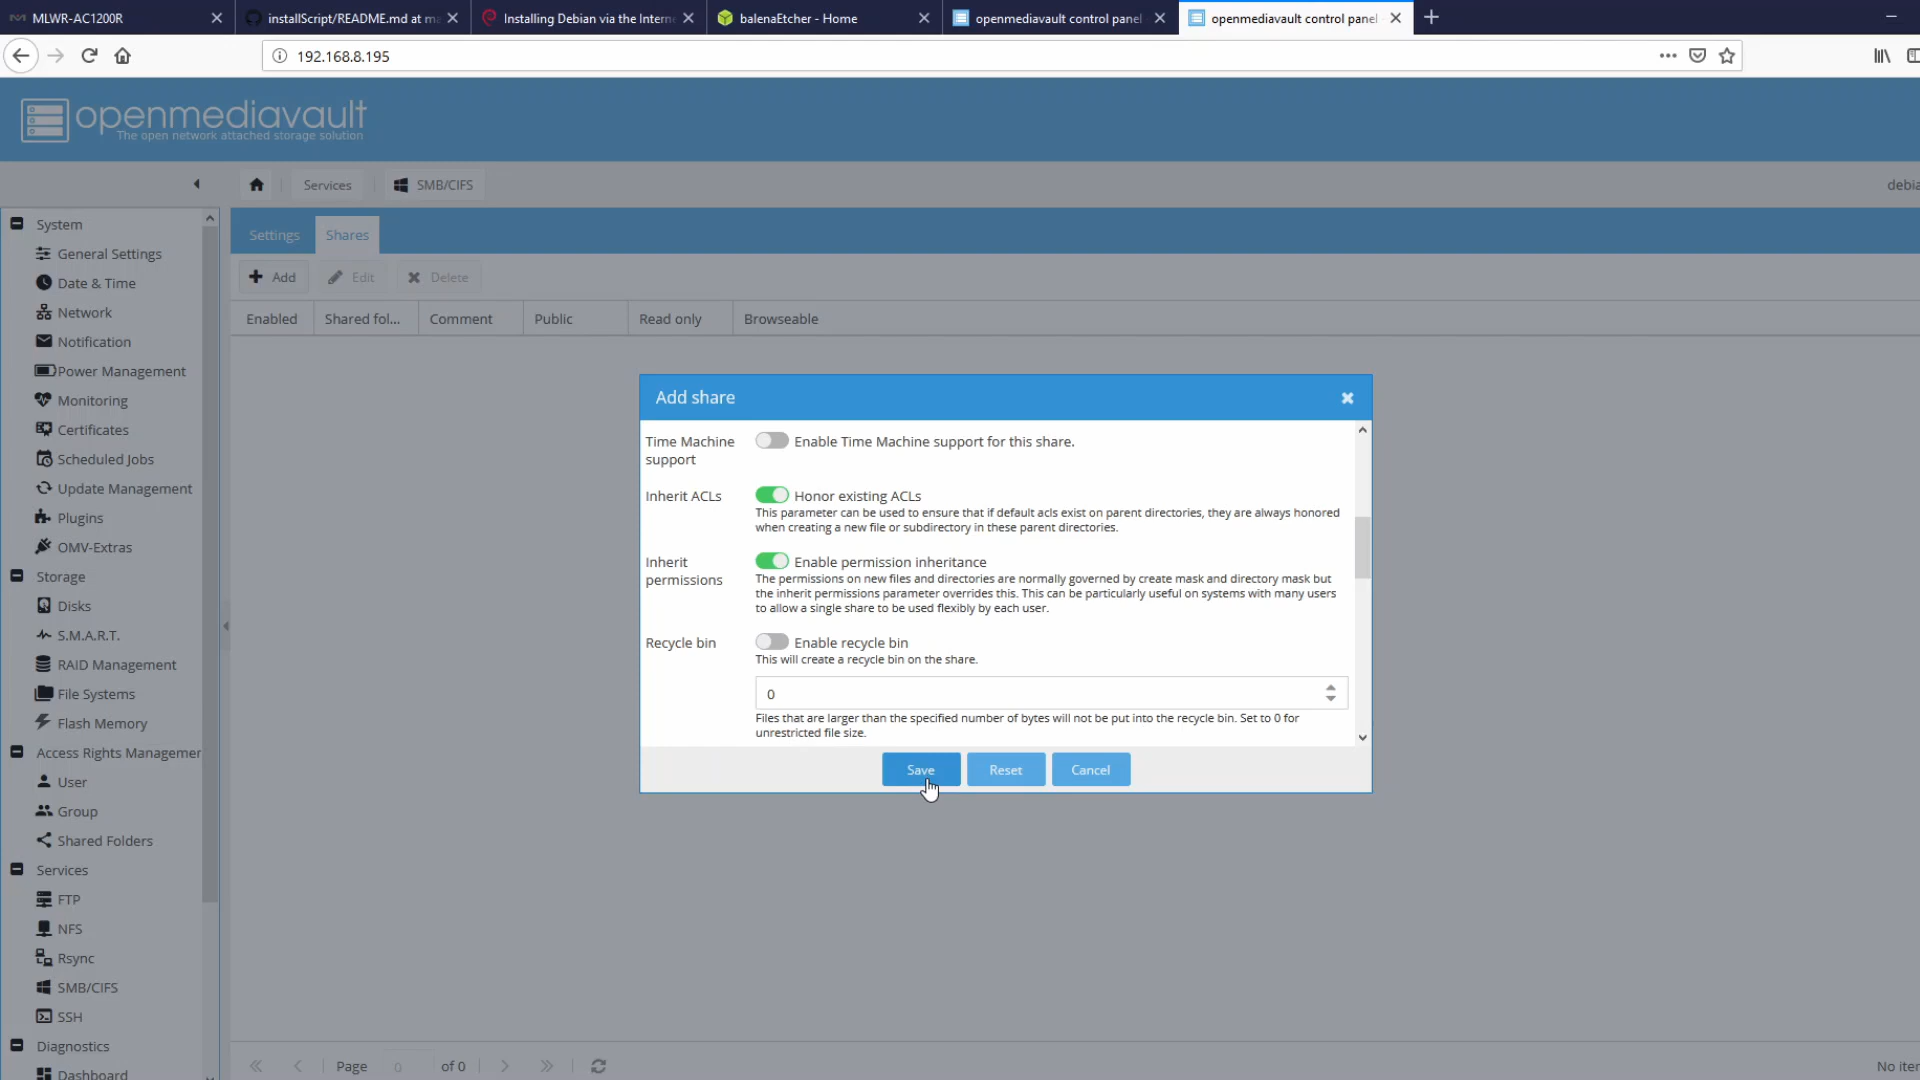 MLWR-AC1200R
installScript/README.md at ma
Installing Debian via the Intern
balenaEtcher - Home
openmediavault control panel
openmediavault control panel -
192.168.8.195
openmediavault
The open network attached storage solution
Services
SMB/CIFS
debia
System
General Settings
Date & Time
Network
Notification
Power Management
Monitoring
Certificates
Scheduled Jobs
Update Management
Plugins
OMV-Extras
Storage
Disks
S.M.A.R.T.
RAID Management
File Systems
Flash Memory
Access Rights Managemen
User
Group
Shared Folders
Services
FTP
NFS
Rsync
SMB/CIFS
SSH
Diagnostics
Dashboard
Settings
Shares
Add
Edit
Delete
Enabled
Shared fol...
Comment
Public
Read only
Browseable
Add share
Time Machine support
Enable Time Machine support for this share.
Inherit ACLs
Honor existing ACLs
This parameter can be used to ensure that if default acls exist on parent directories, they are always honored
when creating a new file or subdirectory in these parent directories.
Inherit permissions
Enable permission inheritance
The permissions on new files and directories are normally governed by create mask and directory mask but
the inherit permissions parameter overrides this. This can be particularly useful on systems with many users
to allow a single share to be used flexibly by each user.
Recycle bin
Enable recycle bin
This will create a recycle bin on the share.
0
Files that are larger than the specified number of bytes will not be put into the recycle bin. Set to 0 for
unrestricted file size.
Save
Reset
Cancel
Page 0 of 0
No iter